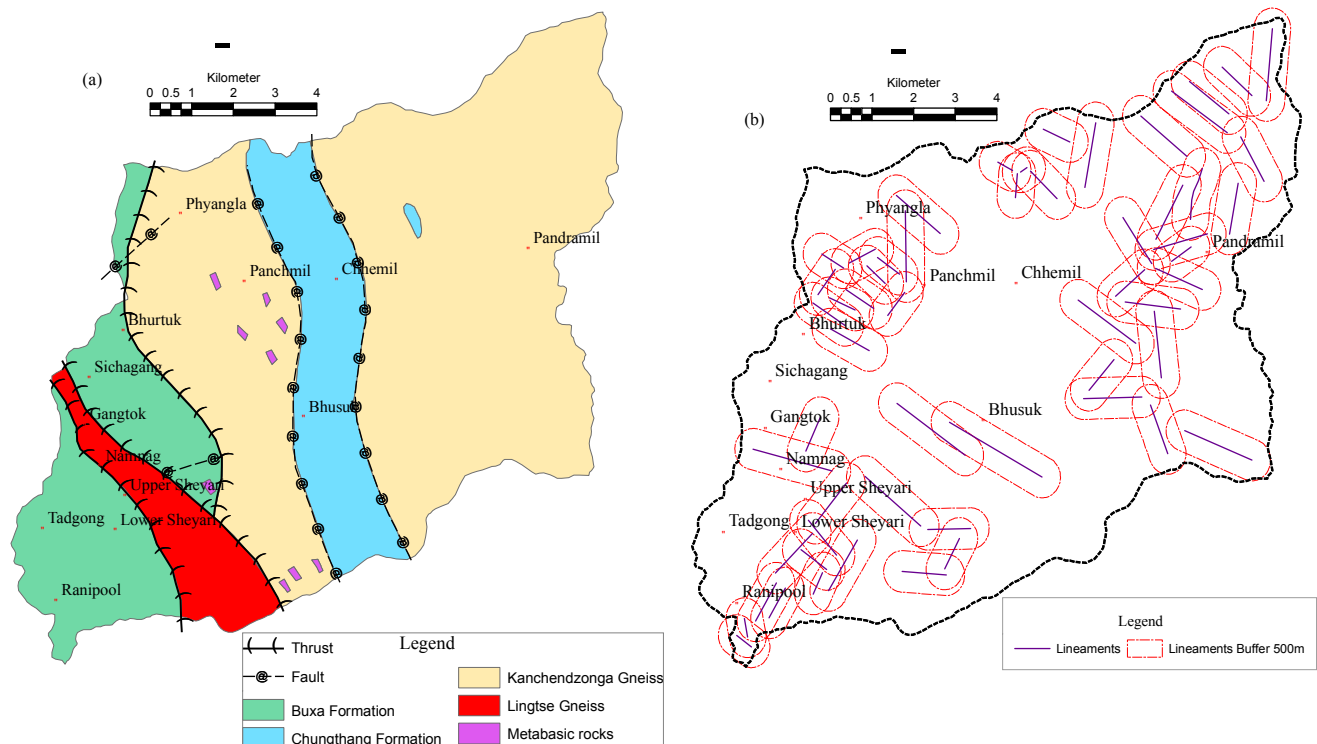 (a)
Kilometer
0 0.5 1 2 3 4
Phyangla
Pandramil
Panchmil
Chhemil
Bhurtuk
Sichagang
Gangtok
Bhusuk
Namnag
Upper Sheyari
Tadgong
Lower Sheyari
Ranipool
Legend
Thrust
Fault
Buxa Formation
Chungthang Formation
Kanchendzonga Gneiss
Lingtse Gneiss
Metabasic rocks
(b)
Kilometer
0 0.5 1 2 3 4
Phyangla
Pandramil
Panchmil
Chhemil
Bhurtuk
Sichagang
Gangtok
Bhusuk
Namnag
Upper Sheyari
Tadgong
Lower Sheyari
Ranipool
Legend
Lineaments
Lineaments Buffer 500m